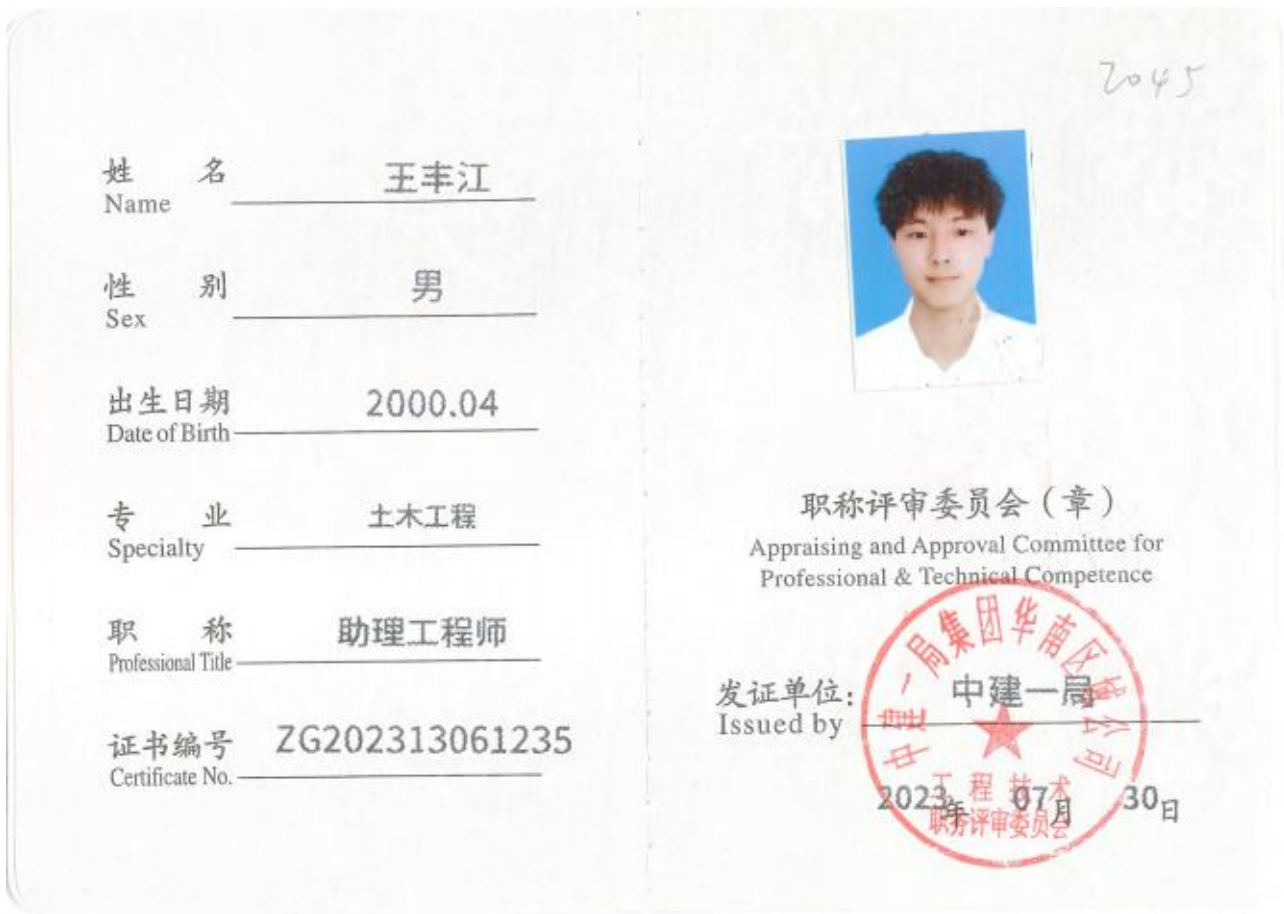 2045
姓 名 王丰江
Name
性 别 男
Sex
出生日期 2000.04
Date of Birth
专 业 土木工程
Specialty
职 称 助理工程师
Professional Title
证书编号 ZG202313061235
Certificate No.
职称评审委员会（章）
Appraising and Approval Committee for
Professional & Technical Competence
中建一局集团华南区域公司
发证单位： 中建一局
Issued by
工程技术
2023年 07月 30日
职务评审委员会